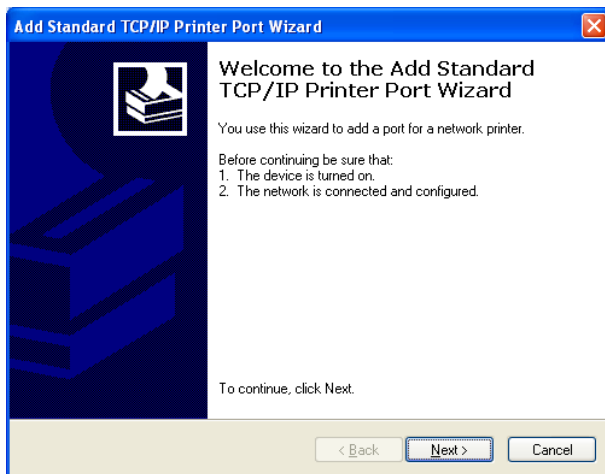 Add Standard TCP/IP Printer Port Wizard
Welcome to the Add Standard
TCP/IP Printer Port Wizard
You use this wizard to add a port for a network printer.
Before continuing be sure that:
1. The device is turned on.
2. The network is connected and configured.
To continue, click Next.
< Back
Next >
Cancel